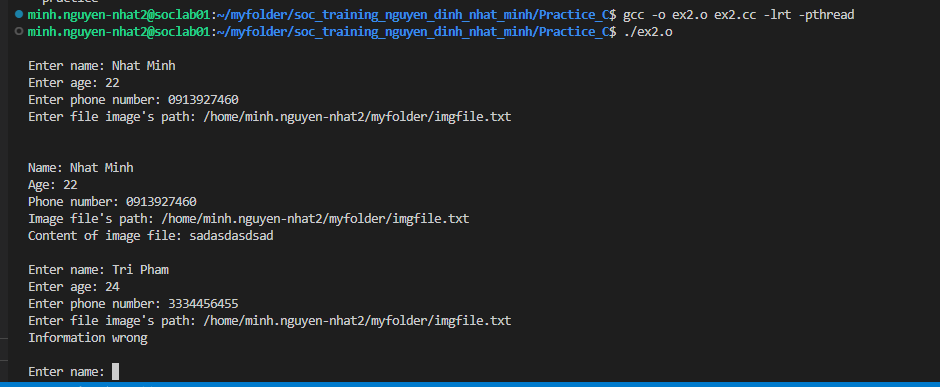 practice
minh.nguyen-nhat2@soclab01:~/myfolder/soc_training_nguyen_dinh_nhat_minh/Practice_C$ gcc -o ex2.o ex2.cc -lrt -pthread
minh.nguyen-nhat2@soclab01:~/myfolder/soc_training_nguyen_dinh_nhat_minh/Practice_C$ ./ex2.o
Enter name: Nhat Minh
Enter age: 22
Enter phone number: 0913927460
Enter file image's path: /home/minh.nguyen-nhat2/myfolder/imgfile.txt
Name: Nhat Minh
Age: 22
Phone number: 0913927460
Image file's path: /home/minh.nguyen-nhat2/myfolder/imgfile.txt
Content of image file: sadasdasdsad
Enter name: Tri Pham
Enter age: 24
Enter phone number: 3334456455
Enter file image's path: /home/minh.nguyen-nhat2/myfolder/imgfile.txt
Information wrong
Enter name: